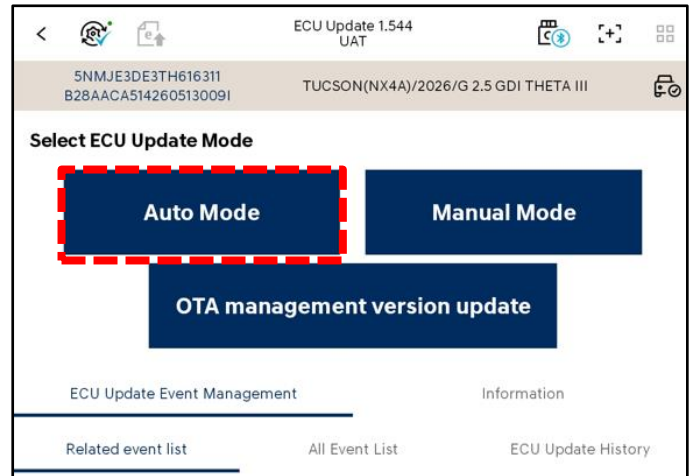 ECU Update 1.544
UAT
5NMJE3DE3TH616311
B28AACA514260513009I
TUCSON(NX4A)/2026/G 2.5 GDI THETA III
Select ECU Update Mode
Auto Mode
Manual Mode
OTA management version update
ECU Update Event Management
Information
Related event list
All Event List
ECU Update History